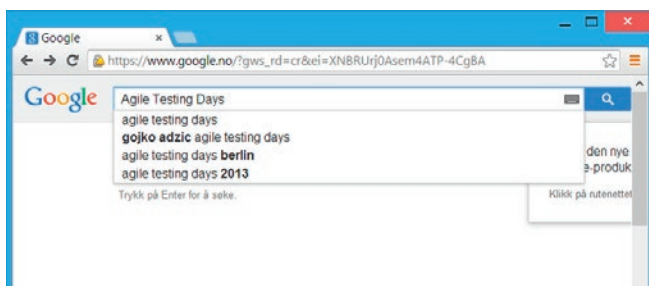 Google
https://www.google.no/?gws_rd=cr&ei=XNBRUrj0Asem4ATP-4CgBA
Google
Agile Testing Days
agile testing days
gojko adzic agile testing days
agile testing days berlin
agile testing days 2013
Trykk på Enter for å søke.
den nye
e-produk
Klikk på rutenettet